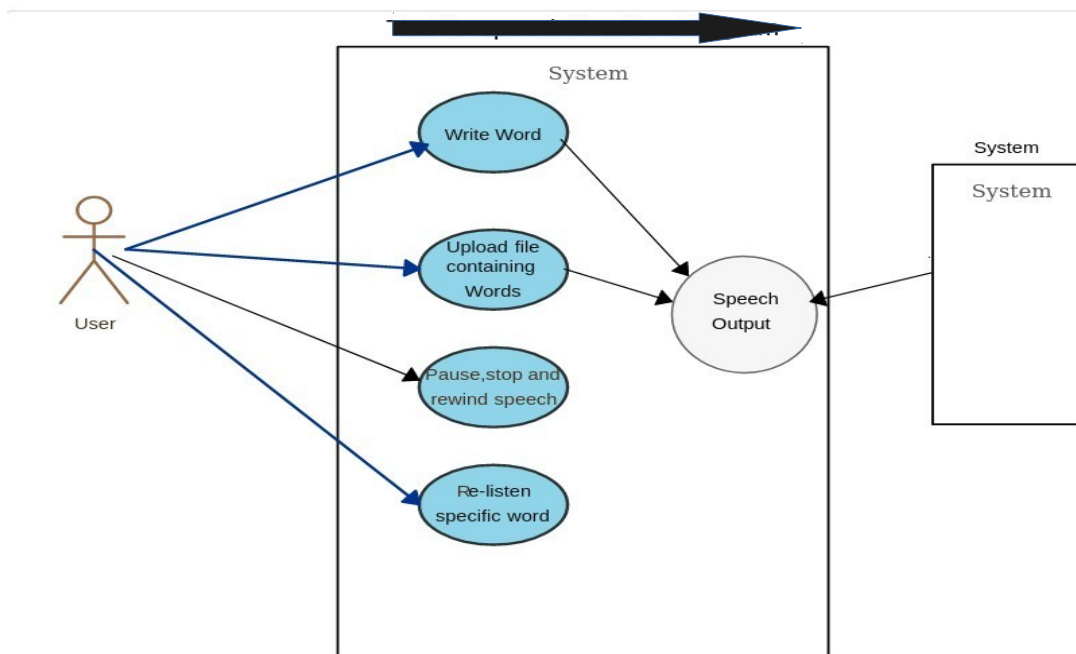 System
Write Word
System
System
Upload file
containing
Words
Speech
Output
User
Pause,stop and
rewind speech
Re-listen
specific word